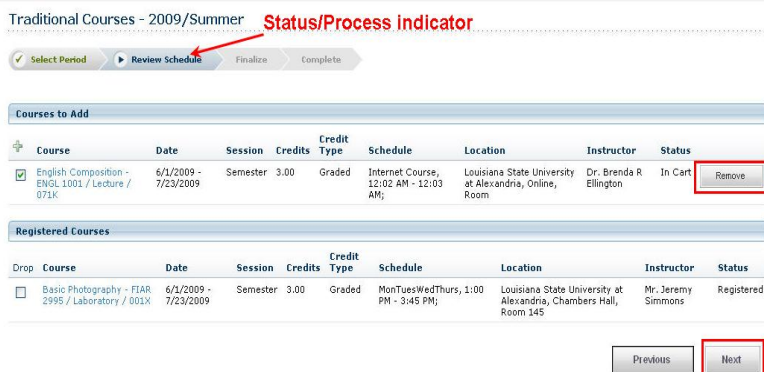 Traditional Courses - 2009/Summer
Status/Process indicator
Select Period Review Schedule Finalize Complete
Courses to Add
Course Date Session Credits Credit Type Schedule Location Instructor Status
English Composition - 6/1/2009 - Semester 3.00 Graded Internet Course, Louisiana State University Dr. Brenda R In Cart Remove
ENGL 1001 / Lecture / 7/23/2009 12:02 AM - 12:03 at Alexandria, Online, Ellington
071K AM; Room
Registered Courses
Drop Course Date Session Credits Credit Type Schedule Location Instructor Status
Basic Photography - FIAR 6/1/2009 - Semester 3.00 Graded MonTuesWedThurs, 1:00 Louisiana State University at Mr. Jeremy Registered
2995 / Laboratory / 001X 7/23/2009 PM - 3:45 PM; Alexandria, Chambers Hall, Simmons
Room 145
Previous Next